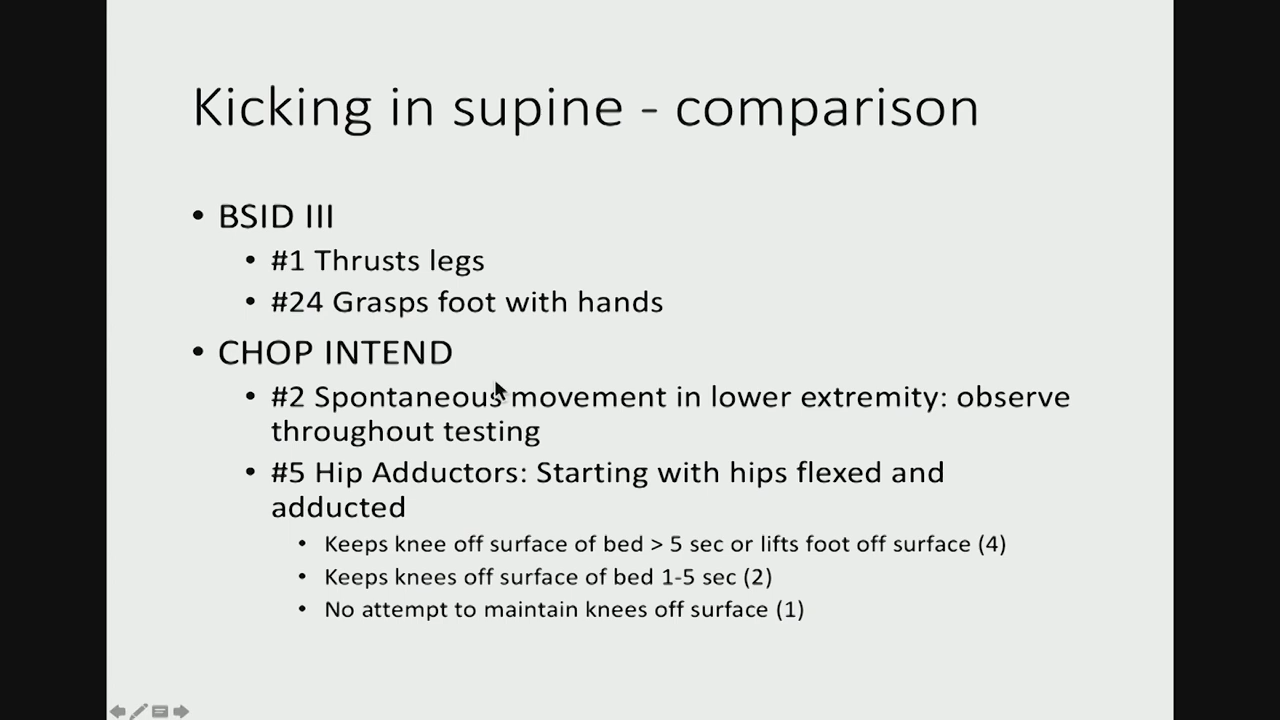 Kicking in supine - comparison
• BSID III
• #1 Thrusts legs
• #24 Grasps foot with hands
• CHOP INTEND
• #2 Spontaneous movement in lower extremity: observe
throughout testing
• #5 Hip Adductors: Starting with hips flexed and
adducted
• Keeps knee off surface of bed > 5 sec or lifts foot off surface (4)
• Keeps knees off surface of bed 1-5 sec (2)
• No attempt to maintain knees off surface (1)